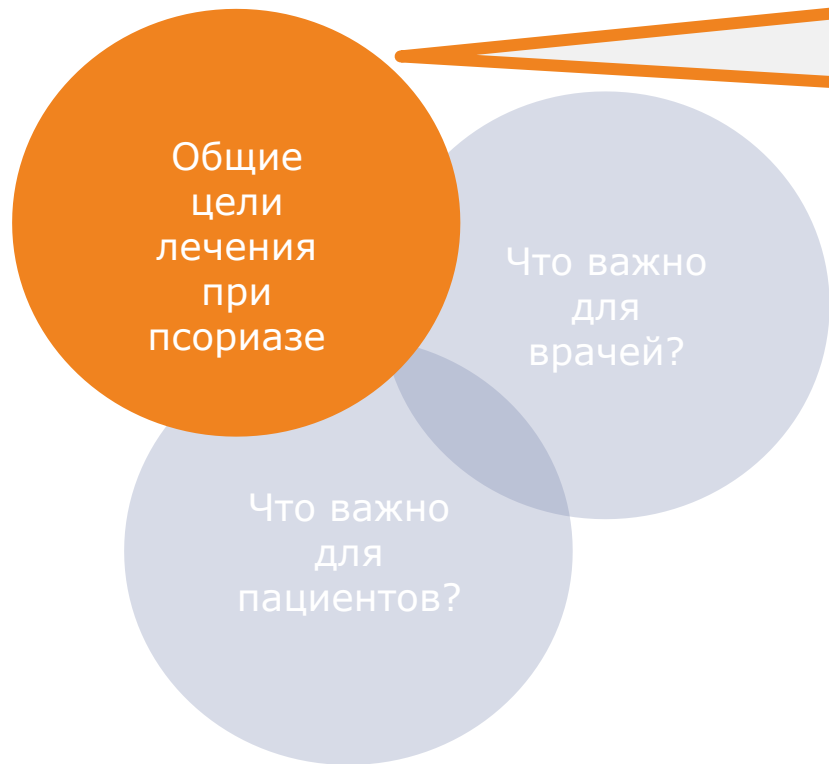 Общие
цели
лечения
при
псориазе
Что важно
для
врачей?
Что важно
для
пациентов?